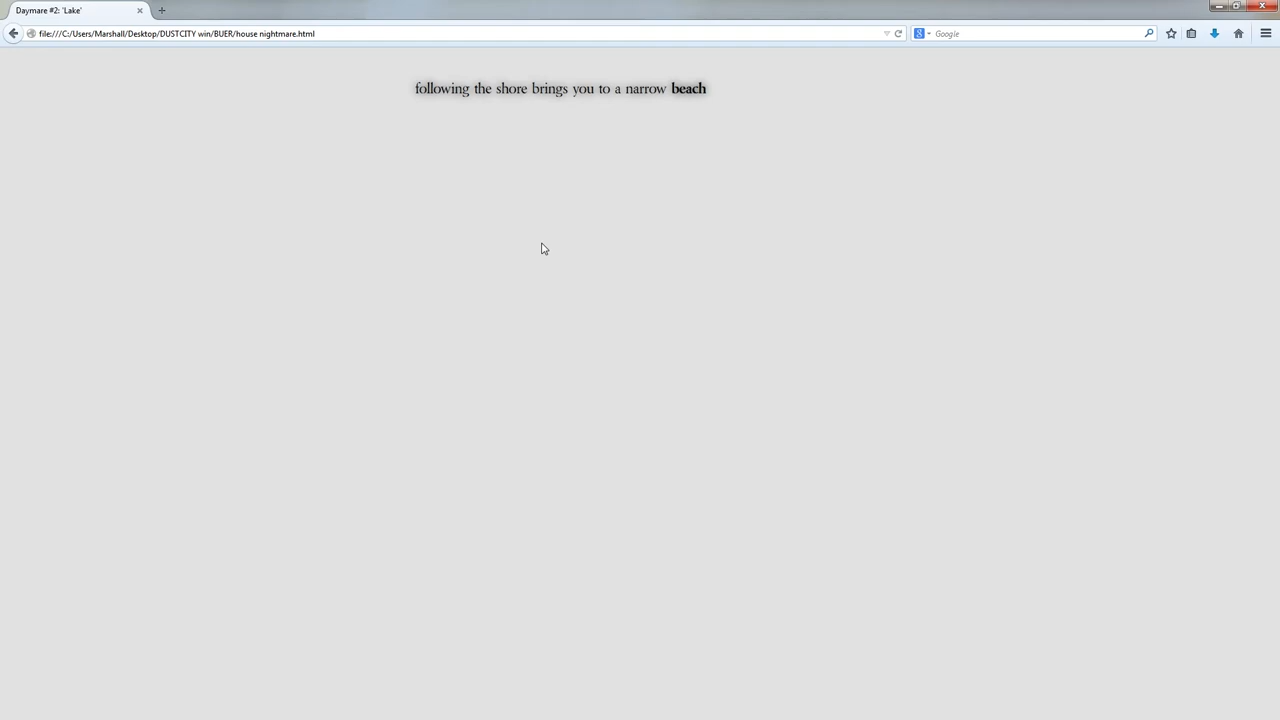 Daymare #2: 'Lake'
file:///C:/Users/Marshall/Desktop/DUSTCITY win/BUER/house nightmare.html
Google
following the shore brings you to a narrow beach